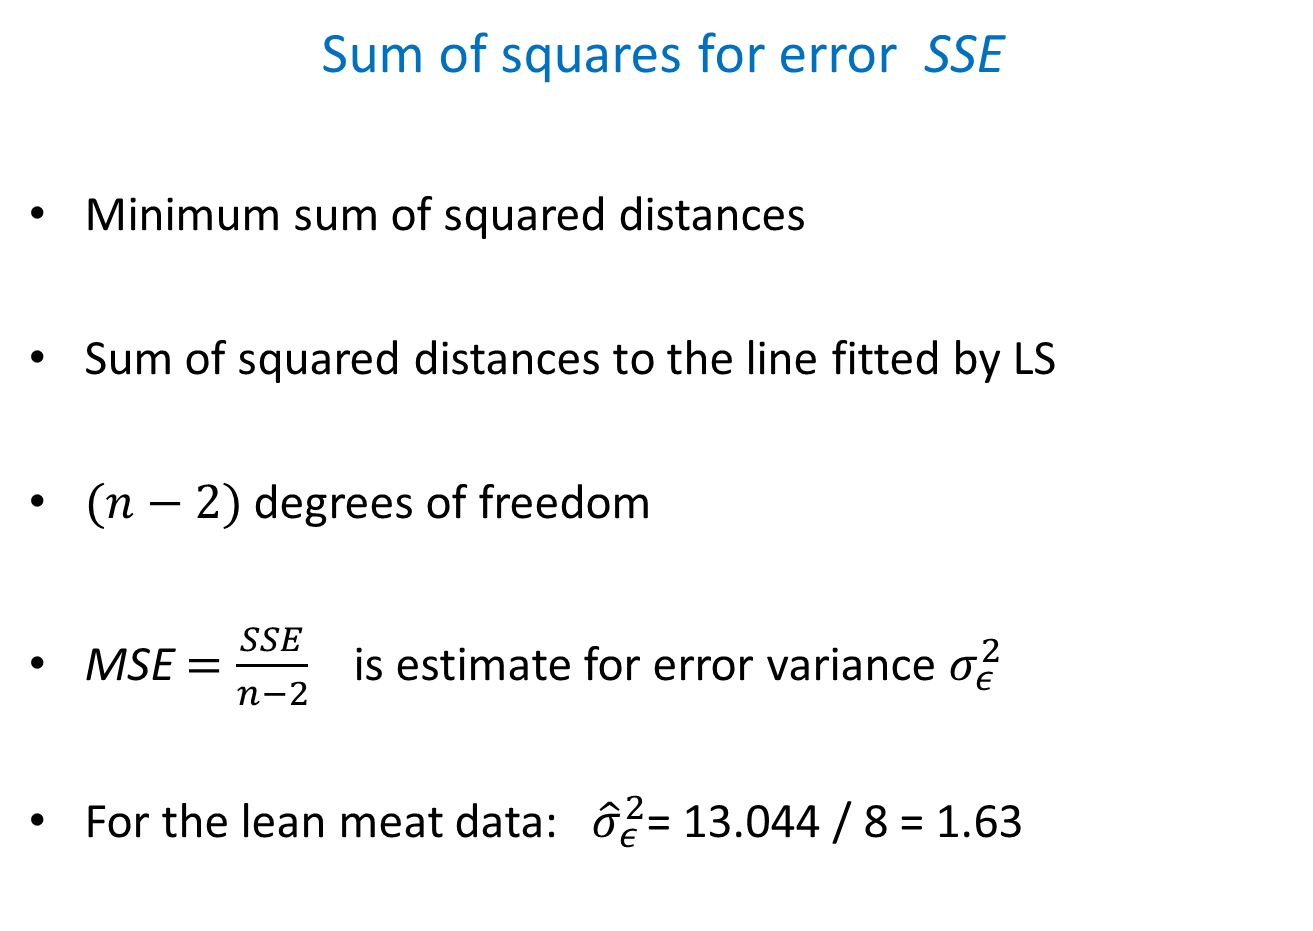 Sum of squares for error SSE
• Minimum sum of squared distances
• Sum of squared distances to the line fitted by LS
• (n − 2) degrees of freedom
• MSE = SSE/n−2 is estimate for error variance σ²ϵ
• For the lean meat data: σ̂²ϵ= 13.044 / 8 = 1.63